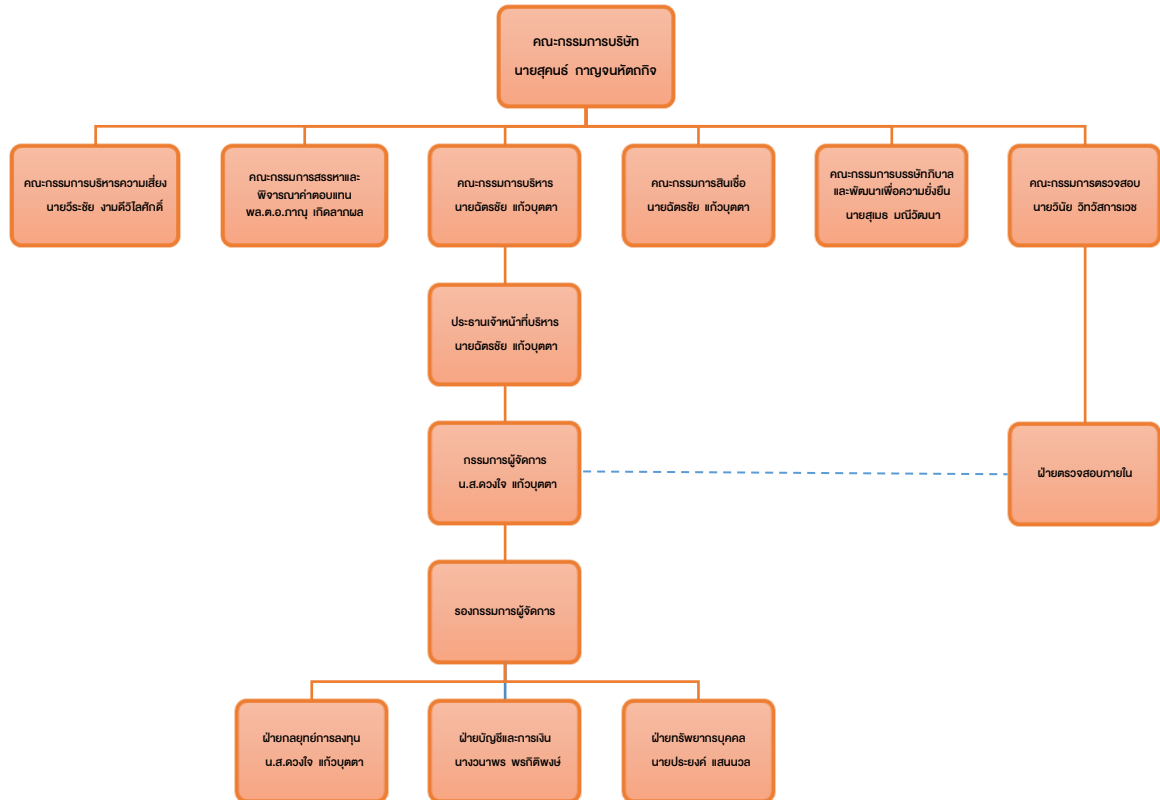 คณะกรรมการบริษัท
นายสุคนธ์ กาญจนหัตถกิจ
คณะกรรมการบริหารความเสี่ยง
นายวีระชัย งามดีวิไลศักดิ์
คณะกรรมการสรรหาและ
พิจารณาค่าตอบแทน
พล.ต.อ.ภาณุ เกิดลาภผล
คณะกรรมการบริหาร
นายฉัตรชัย แก้วบุตตา
คณะกรรมการสินเชื่อ
นายฉัตรชัย แก้วบุตตา
คณะกรรมการบรรษัทภิบาล
และพัฒนาเพื่อความยั่งยืน
นายสุเมธ มณีวัฒนา
คณะกรรมการตรวจสอบ
นายวินัย วิทวัสการเวช
ประธานเจ้าหน้าที่บริหาร
นายฉัตรชัย แก้วบุตตา
กรรมการผู้จัดการ
น.ส.ดวงใจ แก้วบุตตา
ฝ่ายตรวจสอบภายใน
รองกรรมการผู้จัดการ
ฝ่ายกลยุทธ์การลงทุน
น.ส.ดวงใจ แก้วบุตตา
ฝ่ายบัญชีและการเงิน
นางวนาพร พรกิติพงษ์
ฝ่ายทรัพยากรบุคคล
นายประยงค์ แสนนวล